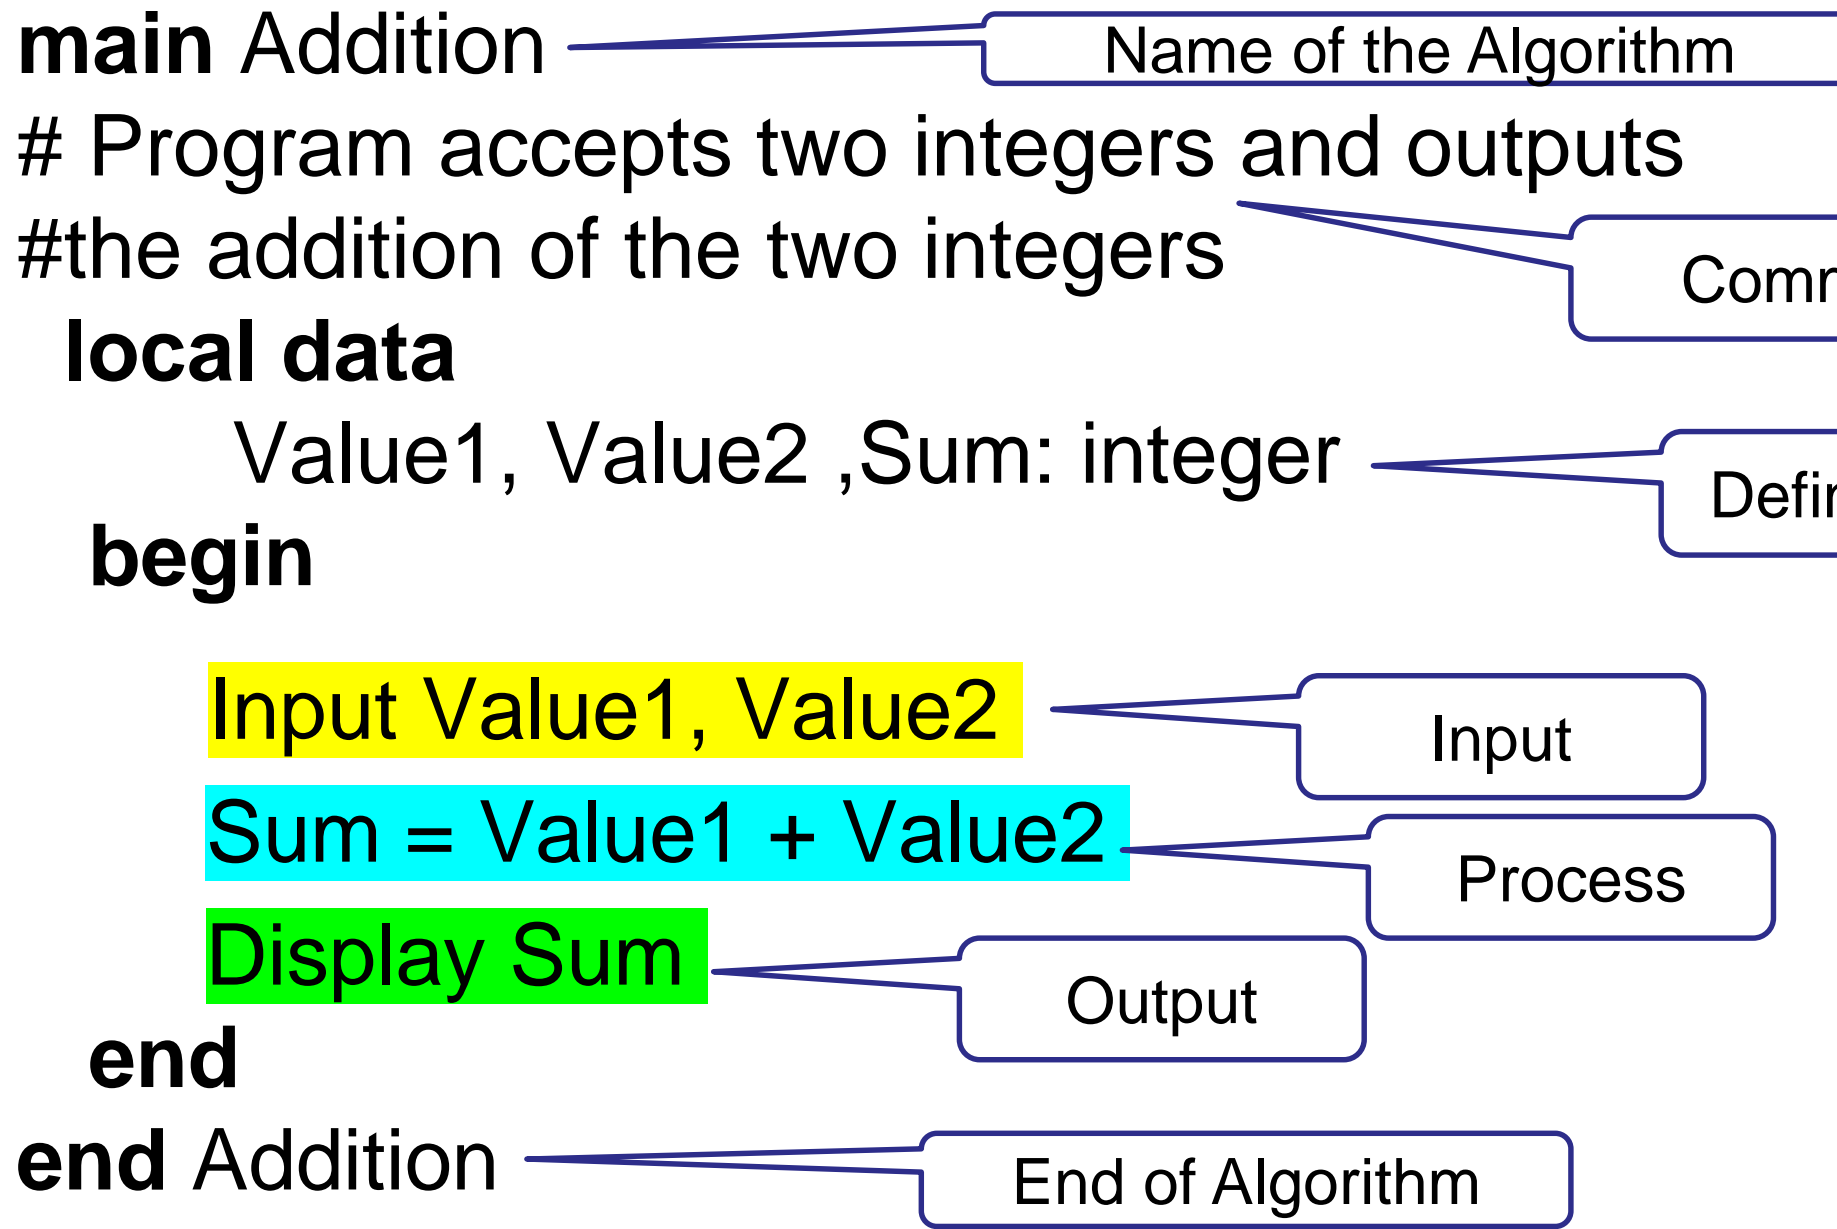 main Addition
Name of the Algorithm
# Program accepts two integers and outputs
#the addition of the two integers
local data
Value1, Value2 ,Sum: integer
begin
Input Value1, Value2
Input
Sum = Value1 + Value2
Process
Display Sum
Output
end
end Addition
End of Algorithm